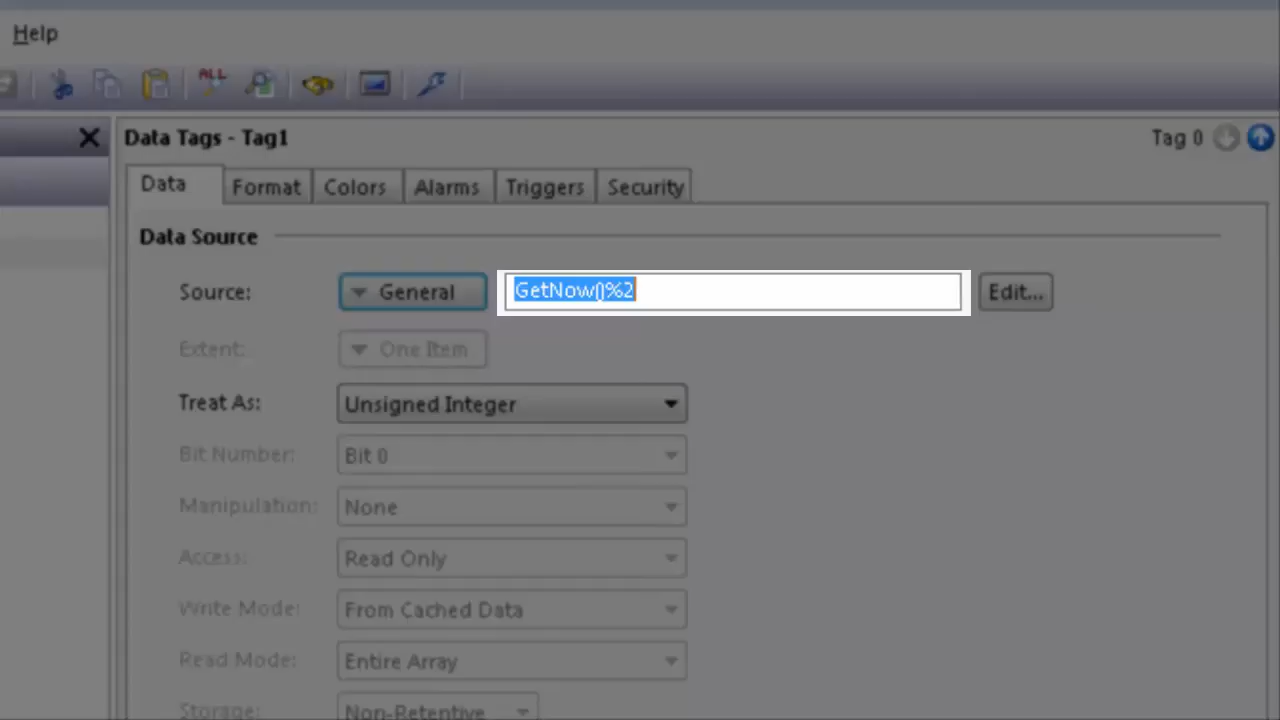 Help
ALL
Data Tags - Tag1
Tag 0
Data Format Colors Alarms Triggers Security
Data Source
Source: General GetNow()%2 Edit...
Extent: One Item
Treat As: Unsigned Integer
Bit Number: Bit 0
Manipulation: None
Access: Read Only
Write Mode: From Cached Data
Read Mode: Entire Array
Storage: Non-Retentive